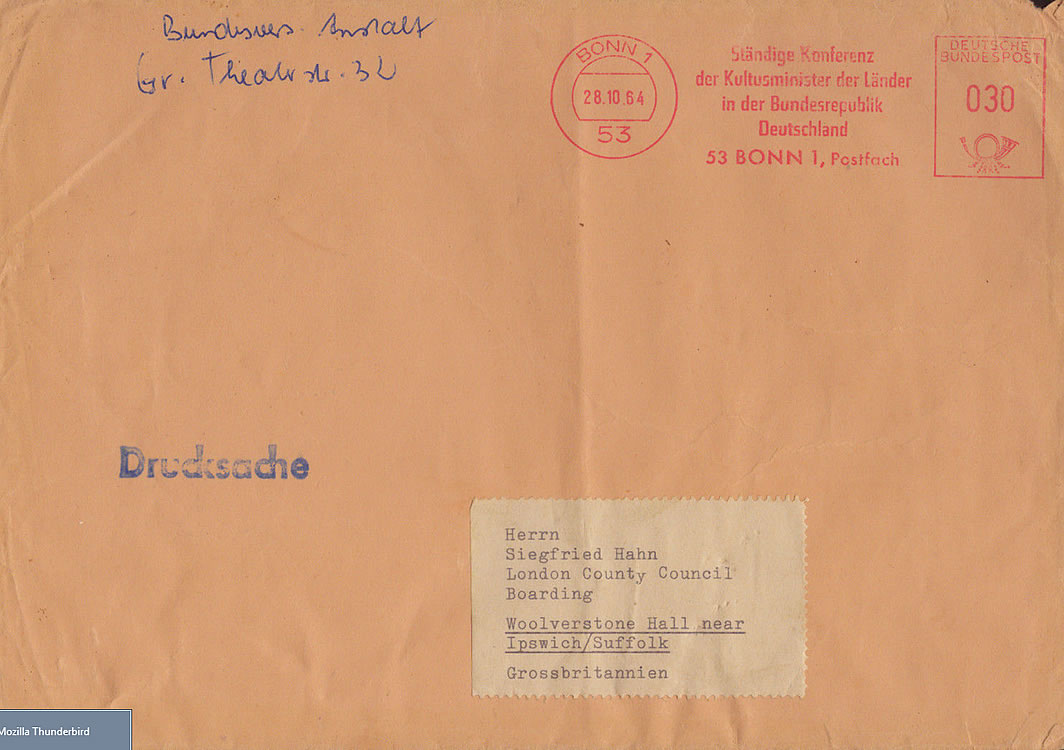 Bundesvers. Anstalt
Gr. Theaterstr. 32
BONN 1
28.10.64
53
Ständige Konferenz
der Kultusminister der Länder
in der Bundesrepublik
Deutschland
53 BONN 1, Postfach
DEUTSCHE
BUNDESPOST
030
Drucksache
Herrn
Siegfried Hahn
London County Council
Boarding
Woolverstone Hall near
Ipswich/Suffolk
Grossbritannien
Mozilla Thunderbird